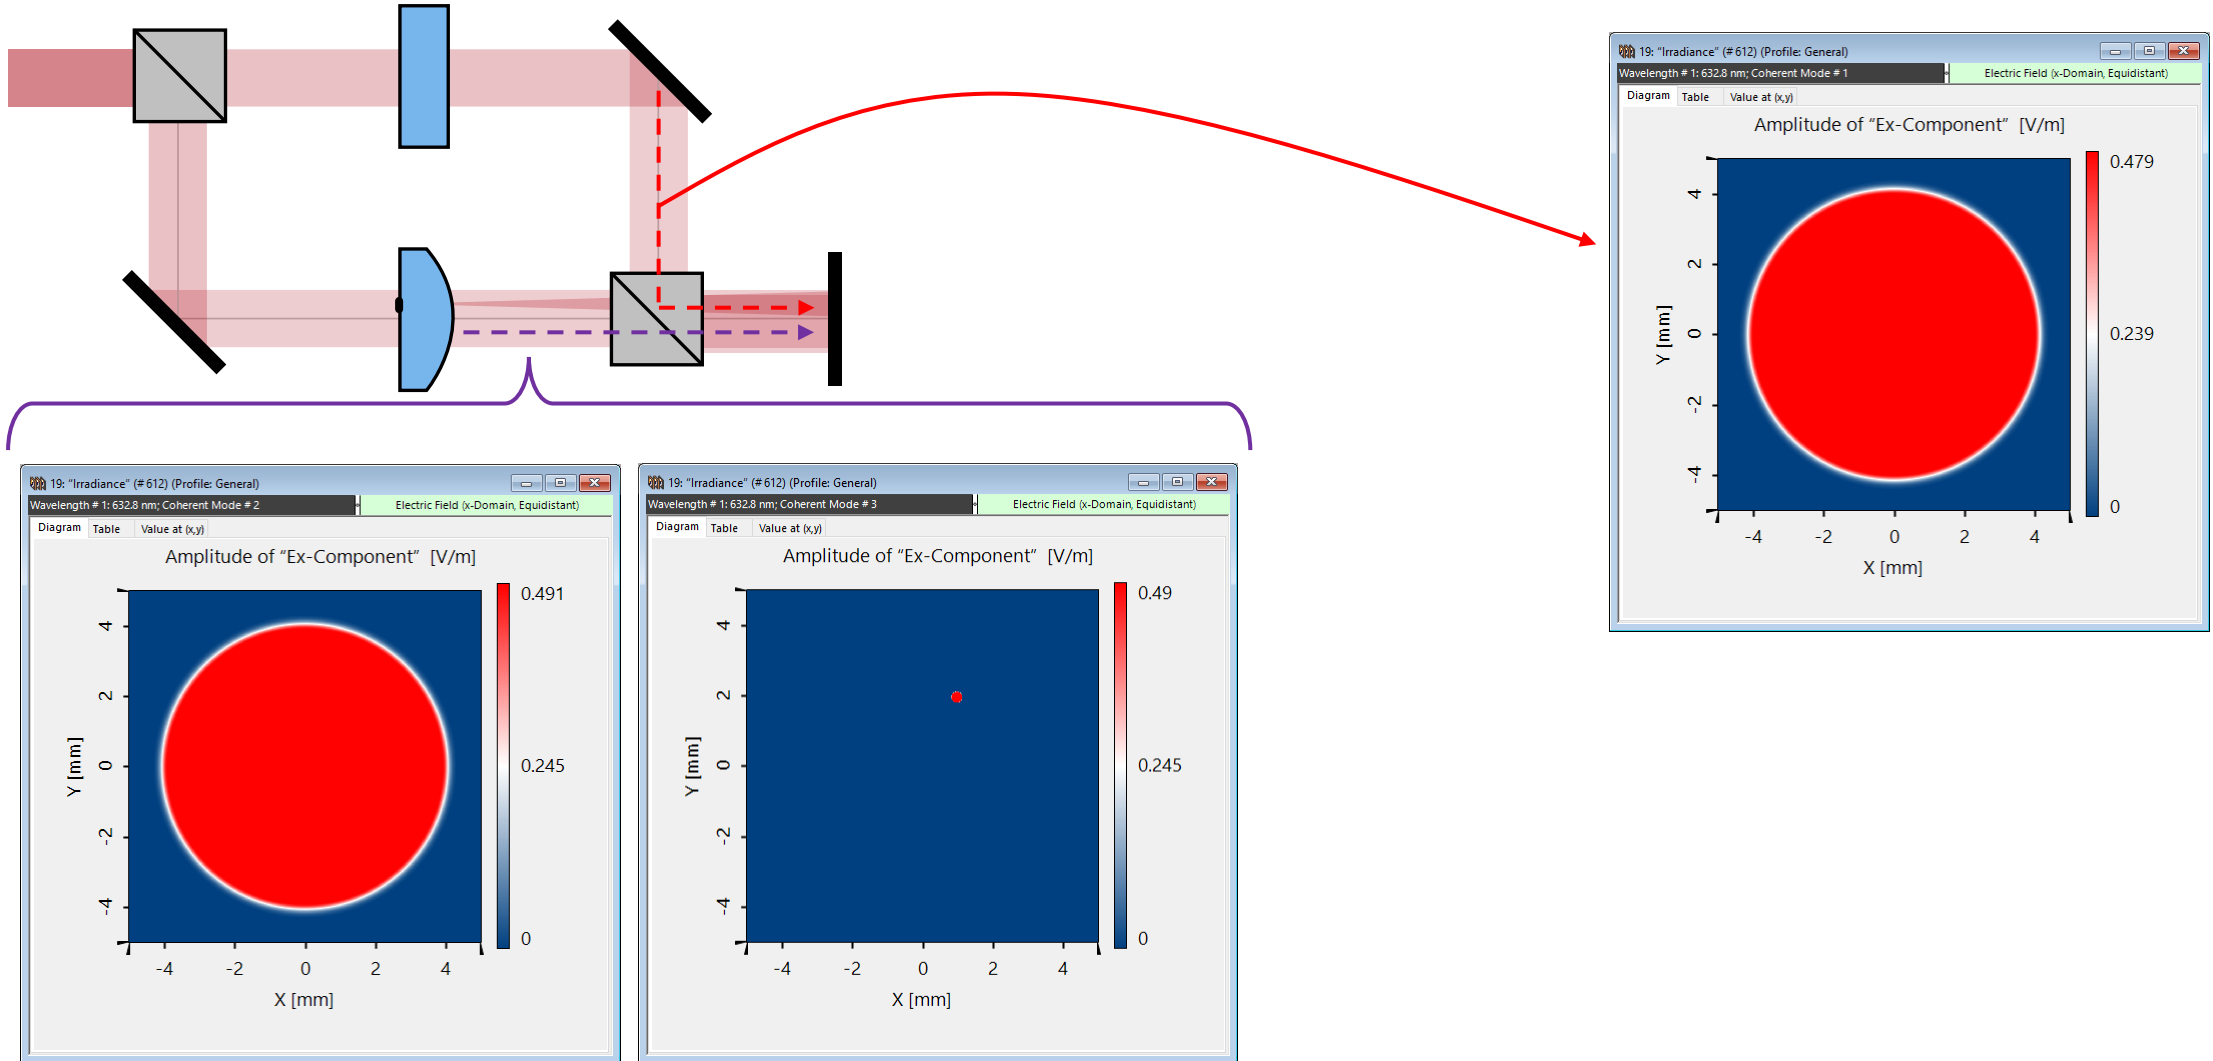 19: “Irradiance” (#612) (Profile: General)
Wavelength # 1: 632.8 nm; Coherent Mode # 1
Electric Field (x-Domain, Equidistant)
Diagram Table Value at (x,y)
Amplitude of “Ex-Component” [V/m]
0.479
0.239
0
4
2
0
-2
-4
Y [mm]
-4 -2 0 2 4
X [mm]
19: “Irradiance” (#612) (Profile: General)
Wavelength # 1: 632.8 nm; Coherent Mode # 2
Electric Field (x-Domain, Equidistant)
Diagram Table Value at (x,y)
Amplitude of “Ex-Component” [V/m]
0.491
0.245
0
4
2
0
-2
-4
Y [mm]
-4 -2 0 2 4
X [mm]
19: “Irradiance” (#612) (Profile: General)
Wavelength # 1: 632.8 nm; Coherent Mode # 3
Electric Field (x-Domain, Equidistant)
Diagram Table Value at (x,y)
Amplitude of “Ex-Component” [V/m]
0.49
0.245
0
4
2
0
-2
-4
Y [mm]
-4 -2 0 2 4
X [mm]